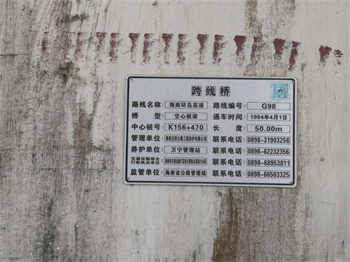 跨线桥
路线名称 海南环岛高速 路线编号 G98
桥 型 空心板梁 通车时间 1994年4月1日
中心桩号 K156+470 长 度 50.00m
管理单位 联系电话 0898-31903256
养护单位 万宁管理站 联系电话 0898-62232356
联系电话 0898-68953811
监管单位 海南省公路管理局 联系电话 0898-66503325